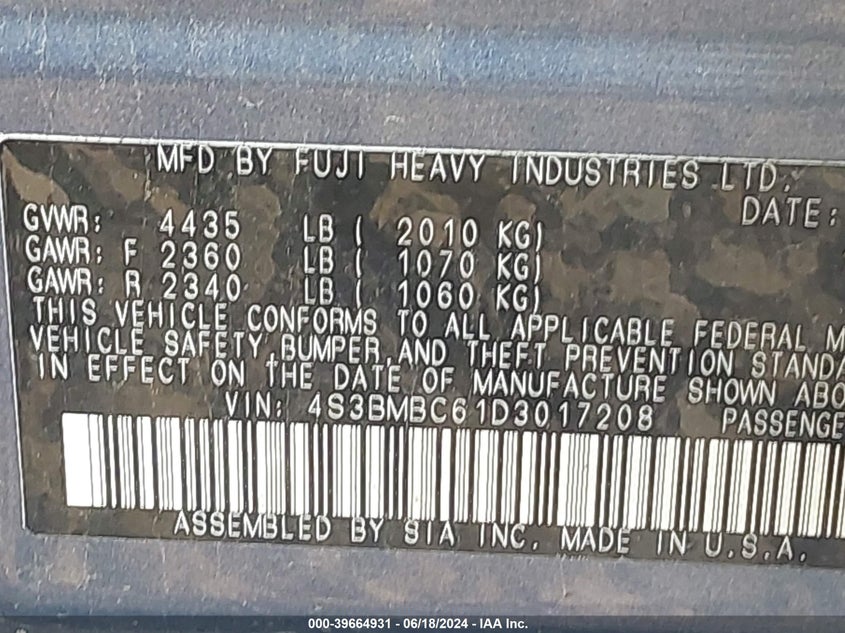 MFD BY FUJI HEAVY INDUSTRIES LTD.
DATE:
GVWR: 4435 LB ( 2010 KG)
GAWR: F 2360 LB ( 1070 KG)
GAWR: R 2340 LB ( 1060 KG)
THIS VEHICLE CONFORMS TO ALL APPLICABLE FEDERAL M
VEHICLE SAFETY,BUMPER,AND THEFT PREVENTION STANDA
IN EFFECT ON THE DATE OF MANUFACTURE SHOWN ABO
VIN: 4S3BMBC61D3017208 PASSENGE
ASSEMBLED BY SIA INC. MADE IN U.S.A.
000-39664931 - 06/18/2024 - IAA Inc.